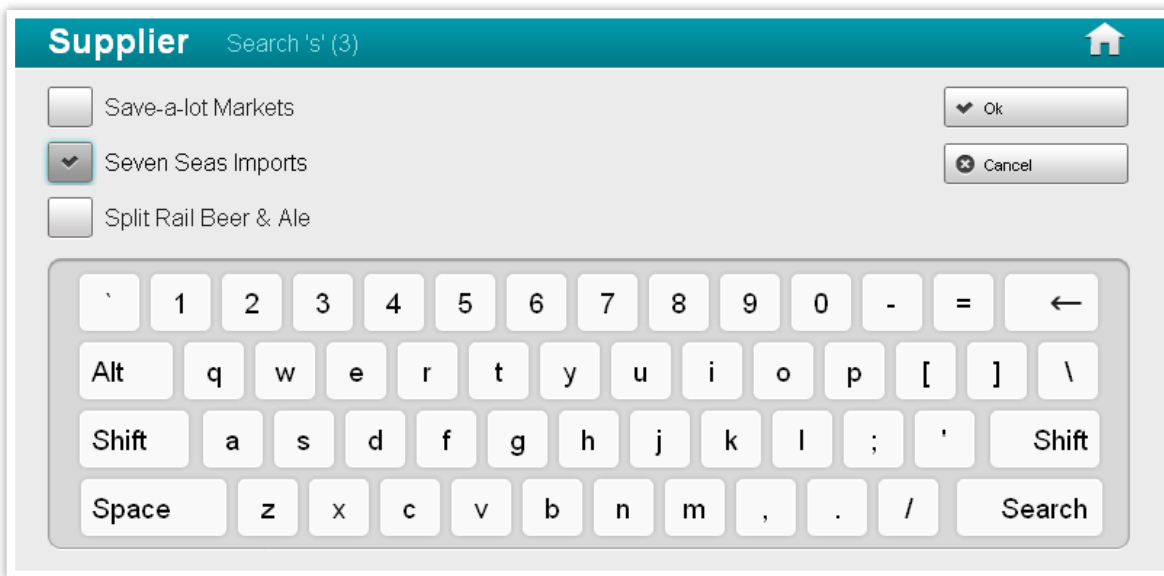 Supplier Search 's' (3)
Save-a-lot Markets
Ok
Seven Seas Imports
Cancel
Split Rail Beer & Ale
` 1 2 3 4 5 6 7 8 9 0 - = ←
Alt q w e r t y u i o p [ ] \
Shift a s d f g h j k l ; ' Shift
Space z x c v b n m , . / Search